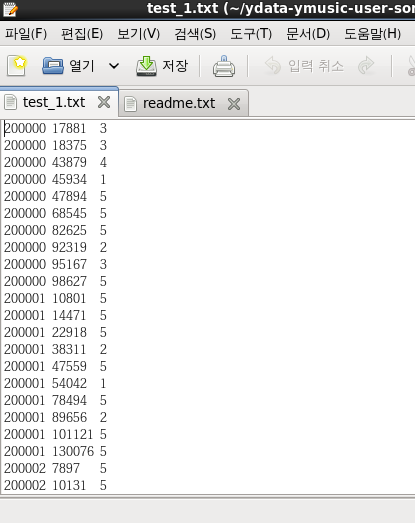 test_1.txt (~/ydata-ymusic-user-sor
파일(F) 편집(E) 보기(V) 검색(S) 도구(T) 문서(D) 도움말(H)
열기 저장 입력 취소
test_1.txt readme.txt
200000 17881 3
200000 18375 3
200000 43879 4
200000 45934 1
200000 47894 5
200000 68545 5
200000 82625 5
200000 92319 2
200000 95167 3
200000 98627 5
200001 10801 5
200001 14471 5
200001 22918 5
200001 38311 2
200001 47559 5
200001 54042 1
200001 78494 5
200001 89656 2
200001 101121 5
200001 130076 5
200002 7897 5
200002 10131 5